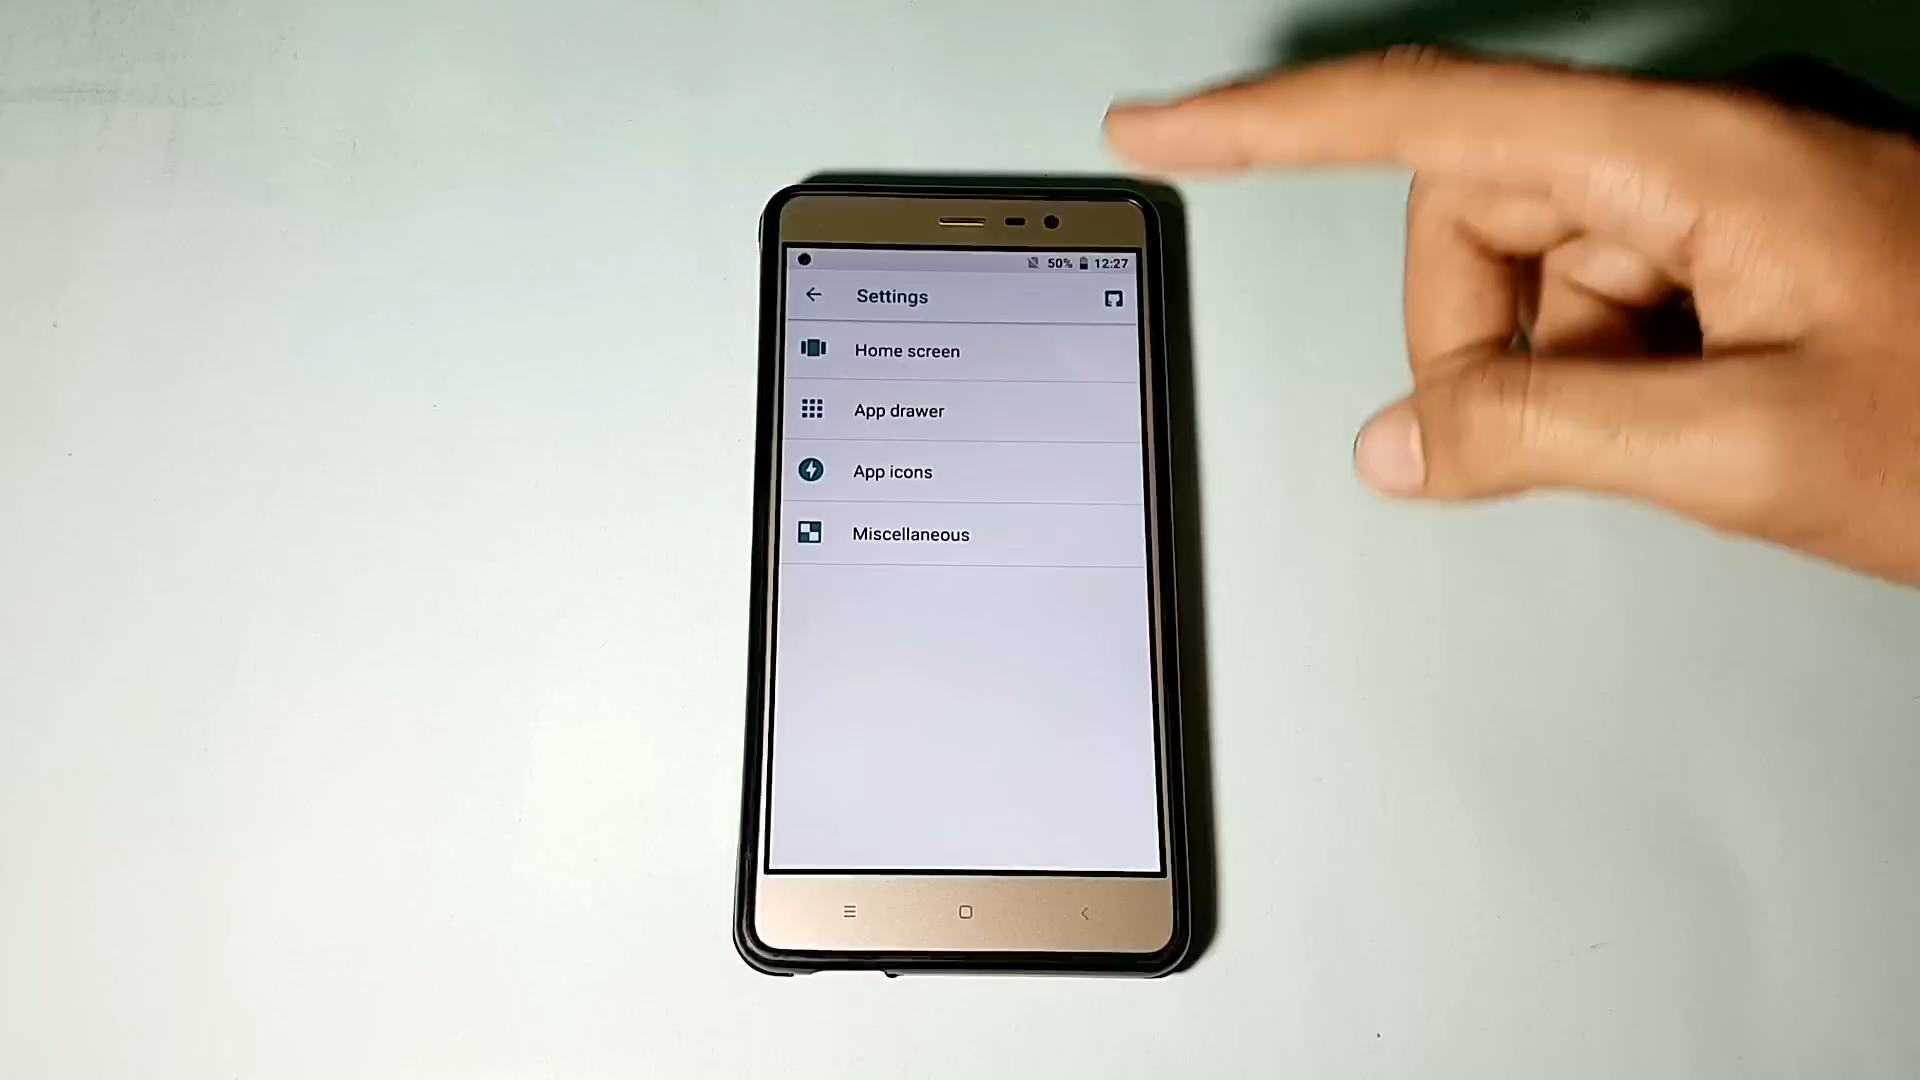 50% 12:27
Settings
Home screen
App drawer
App icons
Miscellaneous